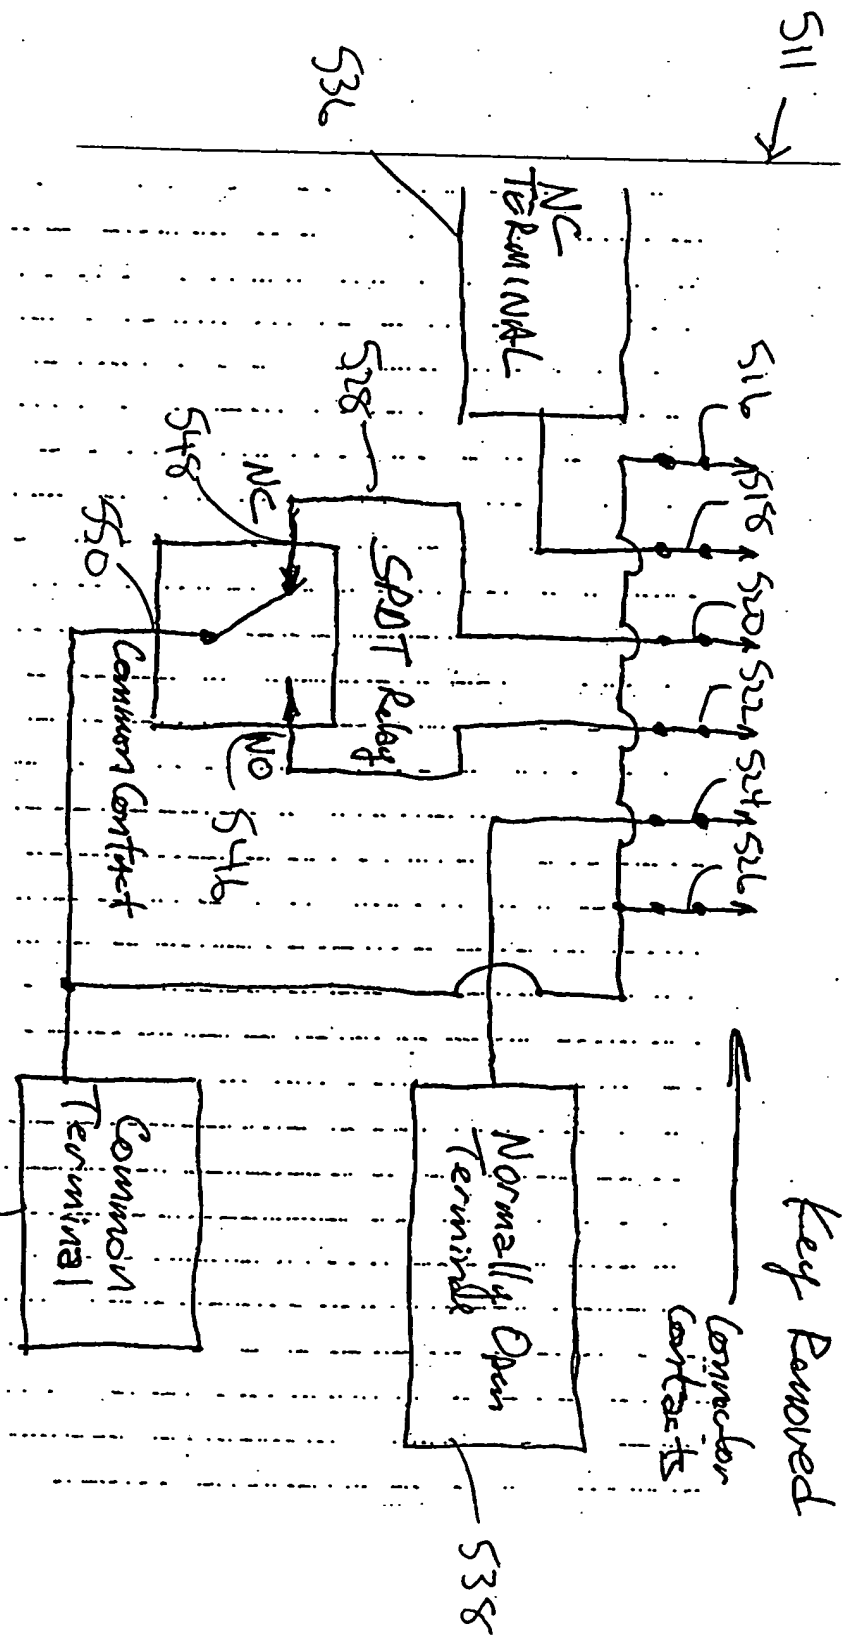 Key Removed
Connector
Contacts
511
516
518
520
522
524
526
536
NC
TERMINAL
528
SPDT Relay
NC
548
550
NO
546
Common Contact
Normally Open
Terminal
538
Common
Terminal